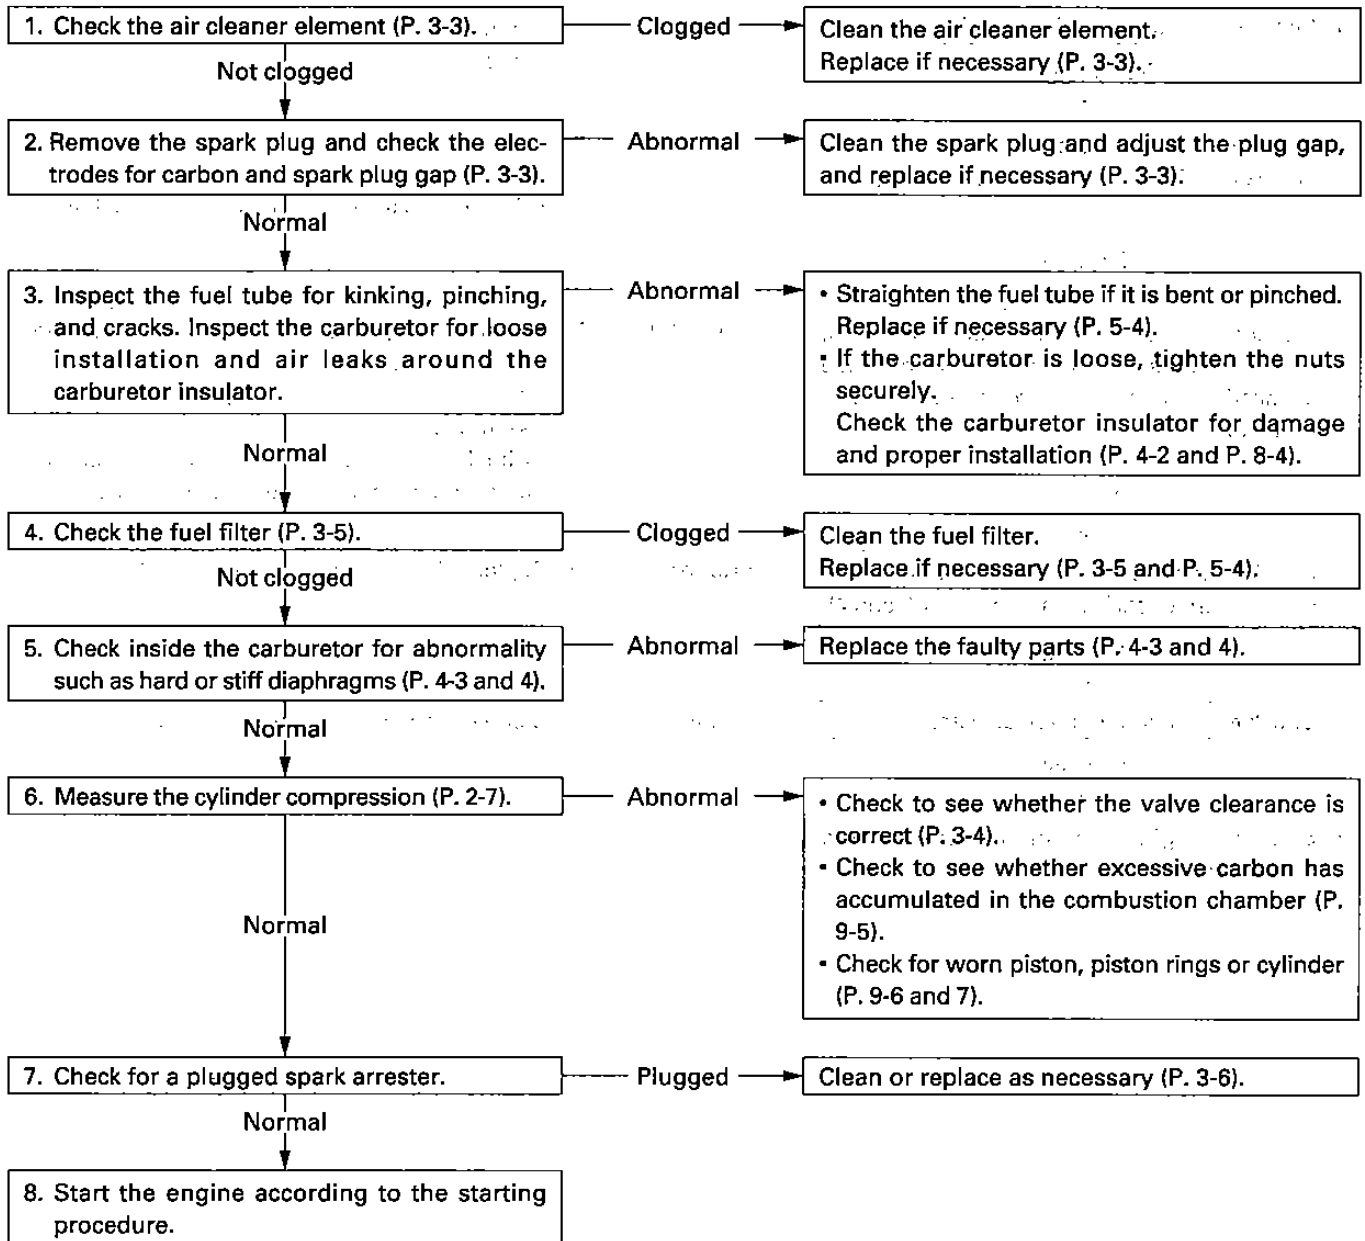 1. Check the air cleaner element (P. 3-3).
Clogged
Clean the air cleaner element.
Replace if necessary (P. 3-3).
Not clogged
2. Remove the spark plug and check the elec-
trodes for carbon and spark plug gap (P. 3-3).
Abnormal
Clean the spark plug and adjust the plug gap,
and replace if necessary (P. 3-3).
Normal
3. Inspect the fuel tube for kinking, pinching,
and cracks. Inspect the carburetor for loose
installation and air leaks around the
carburetor insulator.
Abnormal
• Straighten the fuel tube if it is bent or pinched.
Replace if necessary (P. 5-4).
• If the carburetor is loose, tighten the nuts
securely.
Check the carburetor insulator for damage
and proper installation (P. 4-2 and P. 8-4).
Normal
4. Check the fuel filter (P. 3-5).
Clogged
Clean the fuel filter.
Replace if necessary (P. 3-5 and P. 5-4).
Not clogged
5. Check inside the carburetor for abnormality
such as hard or stiff diaphragms (P. 4-3 and 4).
Abnormal
Replace the faulty parts (P. 4-3 and 4).
Normal
6. Measure the cylinder compression (P. 2-7).
Abnormal
• Check to see whether the valve clearance is
correct (P. 3-4).
• Check to see whether excessive carbon has
accumulated in the combustion chamber (P.
9-5).
• Check for worn piston, piston rings or cylinder
(P. 9-6 and 7).
Normal
7. Check for a plugged spark arrester.
Plugged
Clean or replace as necessary (P. 3-6).
Normal
8. Start the engine according to the starting
procedure.